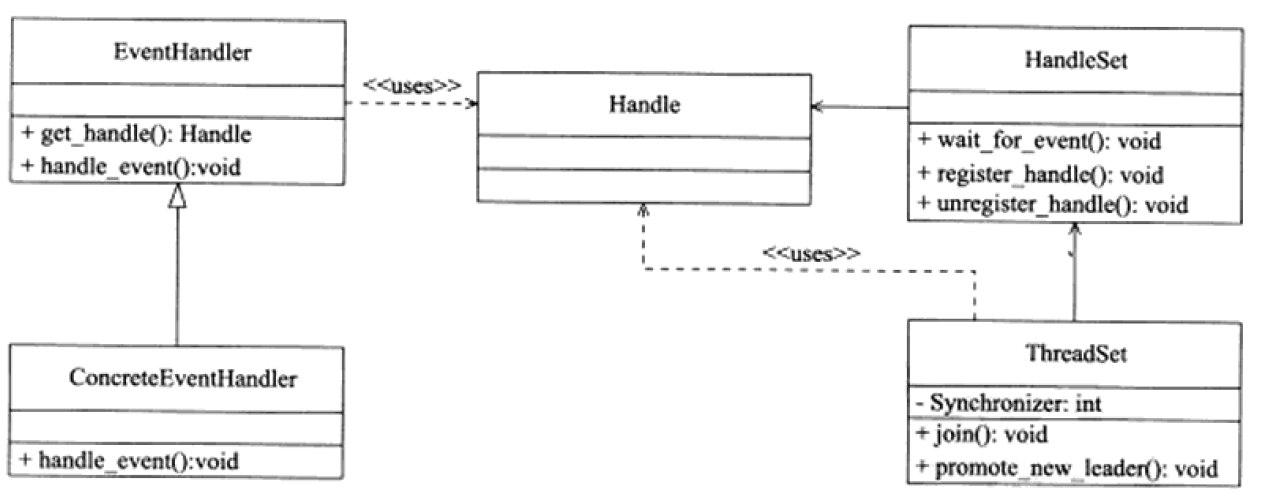 EventHandler
+ get_handle(): Handle
+ handle_event():void
<<uses>>
Handle
HandleSet
+ wait_for_event(): void
+ register_handle(): void
+ unregister_handle(): void
<<uses>>
ConcreteEventHandler
+ handle_event():void
ThreadSet
- Synchronizer: int
+ join(): void
+ promote_new_leader(): void